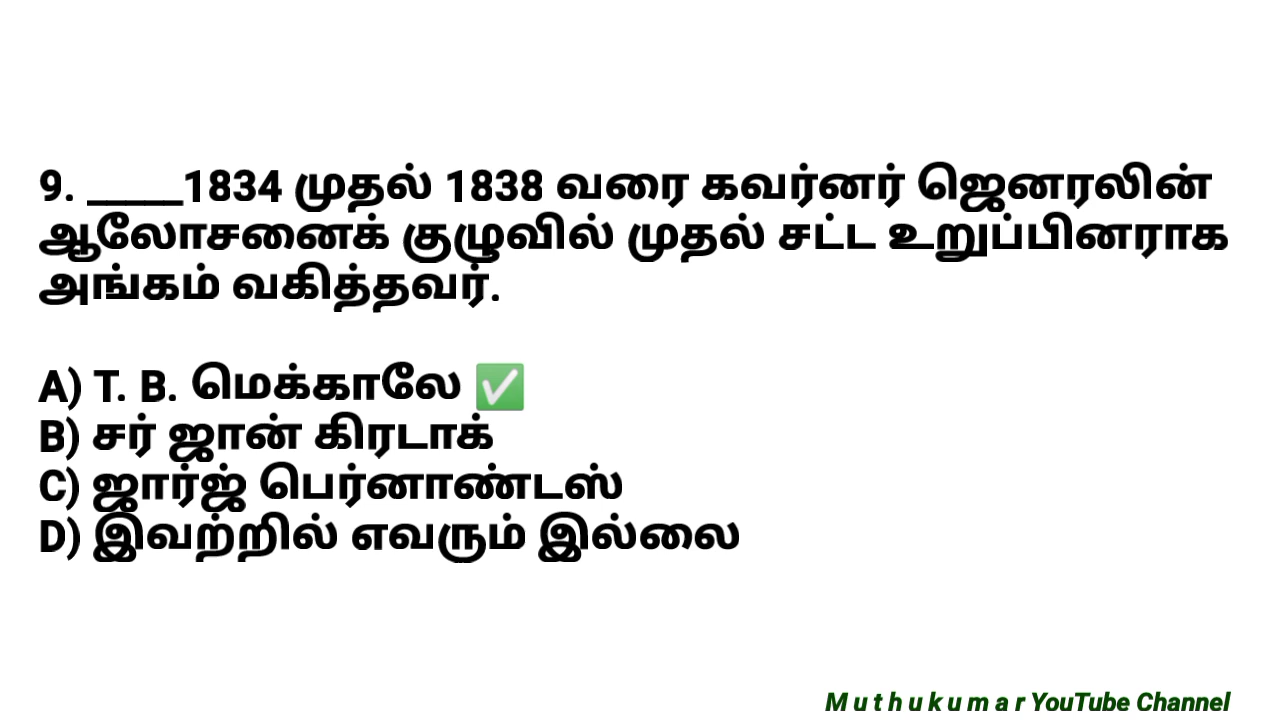 9. _____1834 முதல் 1838 வரை கவர்னர் ஜெனரலின்
ஆலோசனைக் குழுவில் முதல் சட்ட உறுப்பினராக
அங்கம் வகித்தவர்.
A) T. B. மெக்காலே ✅
B) சர் ஜான் கிரடாக்
C) ஜார்ஜ் பெர்னாண்டஸ்
D) இவற்றில் எவரும் இல்லை
M u t h u k u m a r YouTube Channel